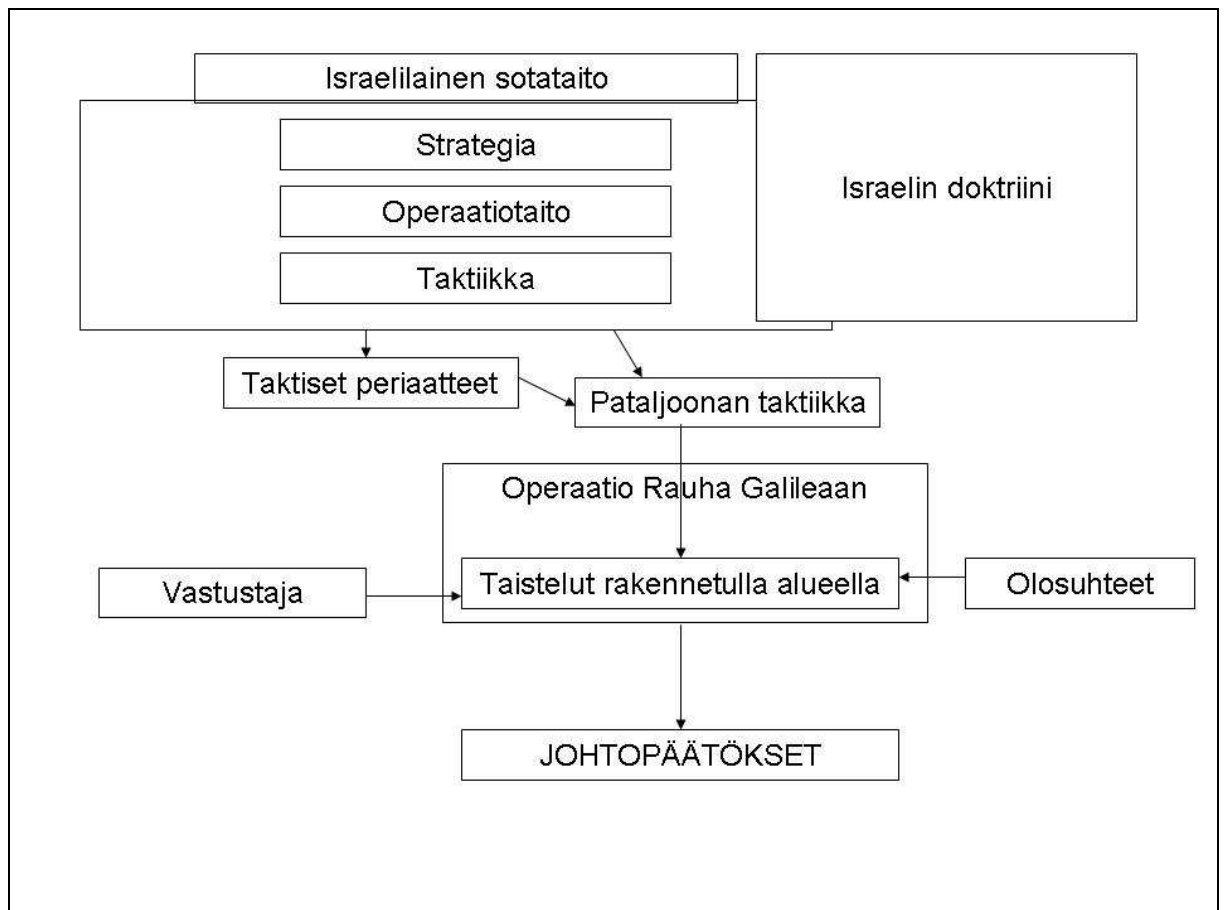 Israelilainen sotataito
Strategia
Operaatiotaito
Taktiikka
Israelin doktriini
Taktiset periaatteet
Pataljoonan taktiikka
Operaatio Rauha Galileaan
Vastustaja
Taistelut rakennetulla alueella
Olosuhteet
JOHTOPÄÄTÖKSET